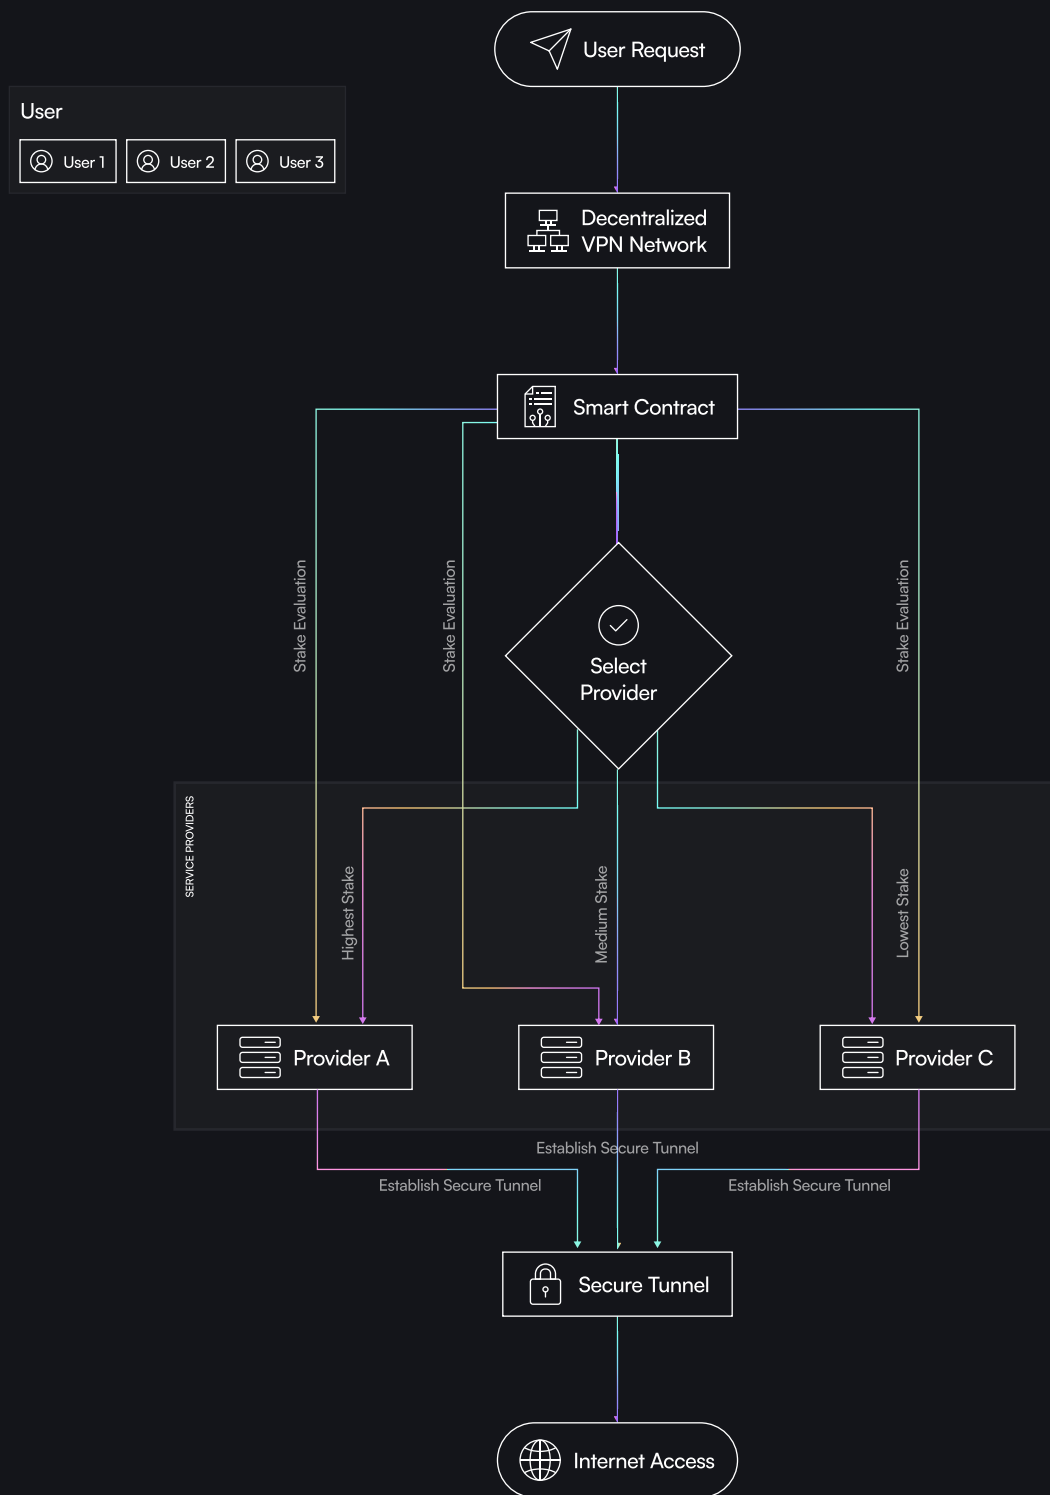 User Request
User
User 1
User 2
User 3
Decentralized
VPN Network
Smart Contract
Stake Evaluation
Stake Evaluation
Stake Evaluation
Select
Provider
SERVICE PROVIDERS
Highest Stake
Medium Stake
Lowest Stake
Provider A
Provider B
Provider C
Establish Secure Tunnel
Establish Secure Tunnel
Establish Secure Tunnel
Secure Tunnel
Internet Access